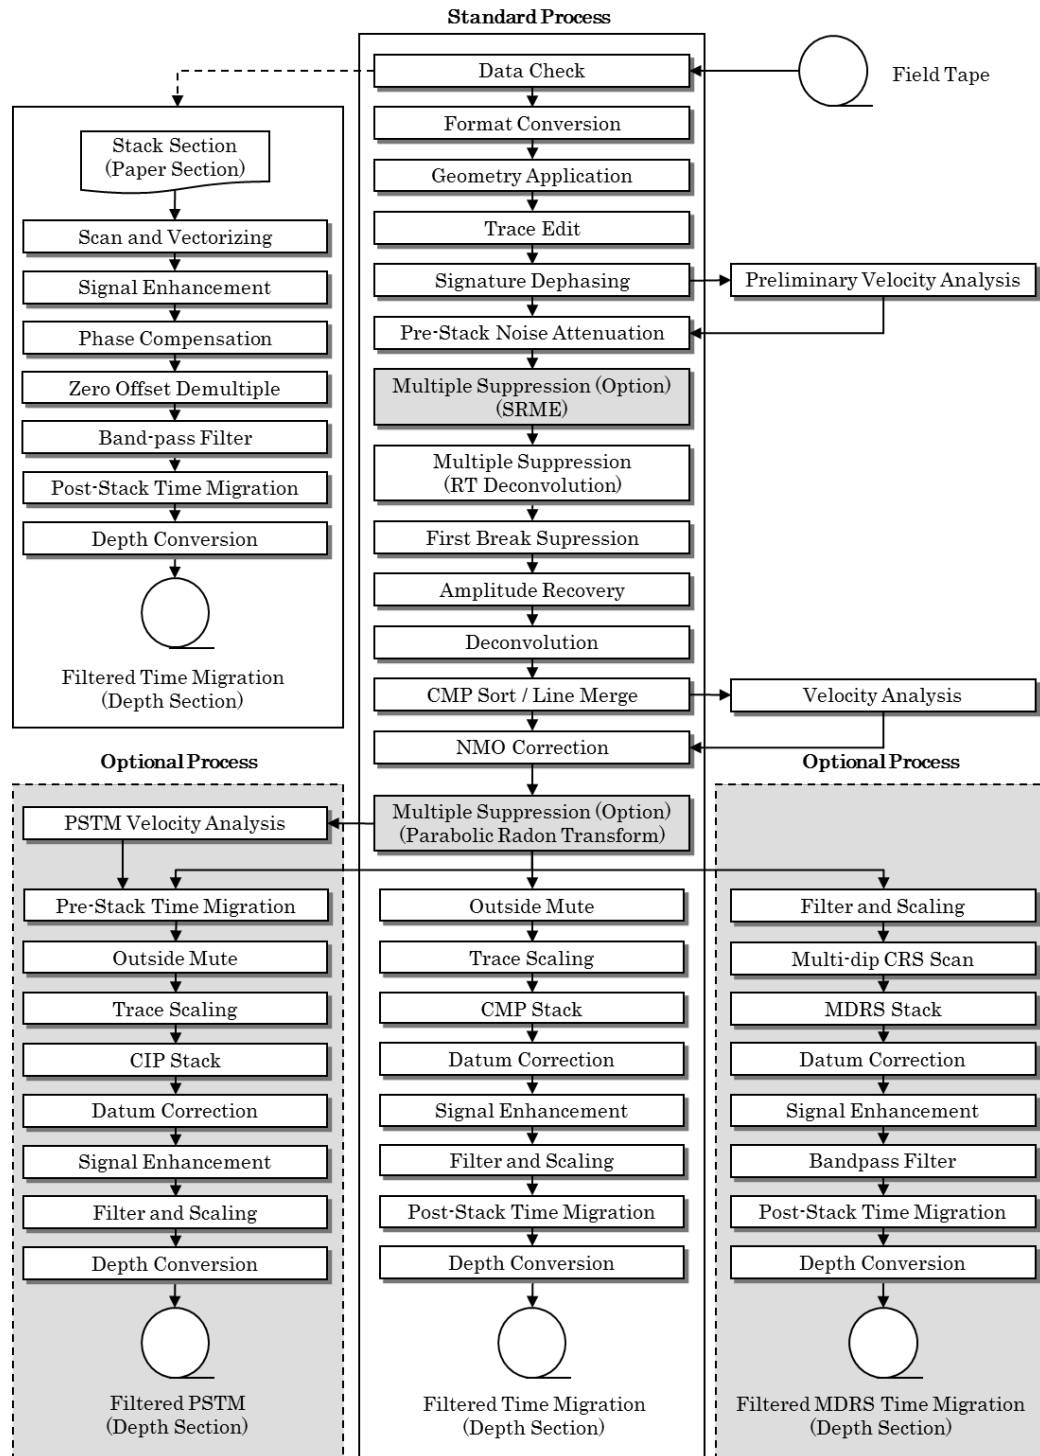 Standard Process
Data Check
Field Tape
Format Conversion
Geometry Application
Trace Edit
Signature Dephasing
Preliminary Velocity Analysis
Pre-Stack Noise Attenuation
Multiple Suppression (Option)
(SRME)
Multiple Suppression
(RT Deconvolution)
First Break Supression
Amplitude Recovery
Deconvolution
CMP Sort / Line Merge
Velocity Analysis
NMO Correction
Multiple Suppression (Option)
(Parabolic Radon Transform)
Stack Section
(Paper Section)
Scan and Vectorizing
Signal Enhancement
Phase Compensation
Zero Offset Demultiple
Band-pass Filter
Post-Stack Time Migration
Depth Conversion
Filtered Time Migration
(Depth Section)
Optional Process
PSTM Velocity Analysis
Pre-Stack Time Migration
Outside Mute
Trace Scaling
CIP Stack
Datum Correction
Signal Enhancement
Filter and Scaling
Depth Conversion
Filtered PSTM
(Depth Section)
Outside Mute
Trace Scaling
CMP Stack
Datum Correction
Signal Enhancement
Filter and Scaling
Post-Stack Time Migration
Depth Conversion
Filtered Time Migration
(Depth Section)
Optional Process
Filter and Scaling
Multi-dip CRS Scan
MDRS Stack
Datum Correction
Signal Enhancement
Bandpass Filter
Post-Stack Time Migration
Depth Conversion
Filtered MDRS Time Migration
(Depth Section)